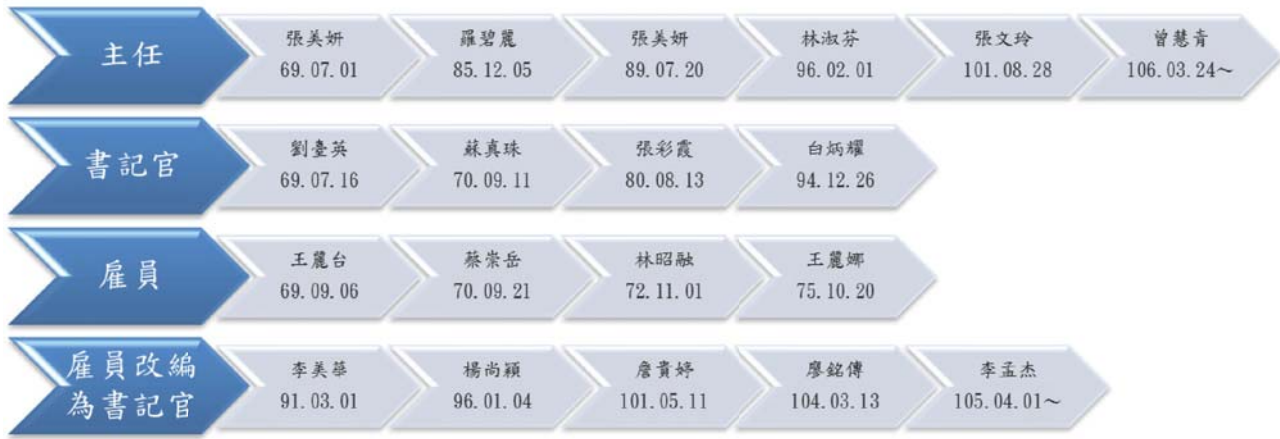 主任
張美妍
69.07.01
羅碧麗
85.12.05
張美妍
89.07.20
林淑芬
96.02.01
張文玲
101.08.28
曾慧青
106.03.24～
書記官
劉臺英
69.07.16
蘇真珠
70.09.11
張彩霞
80.08.13
白炳耀
94.12.26
雇員
王麗台
69.09.06
蔡崇岳
70.09.21
林昭融
72.11.01
王麗娜
75.10.20
雇員改編
為書記官
李美華
91.03.01
楊尚穎
96.01.04
詹貴婷
101.05.11
廖銘傳
104.03.13
李孟杰
105.04.01～